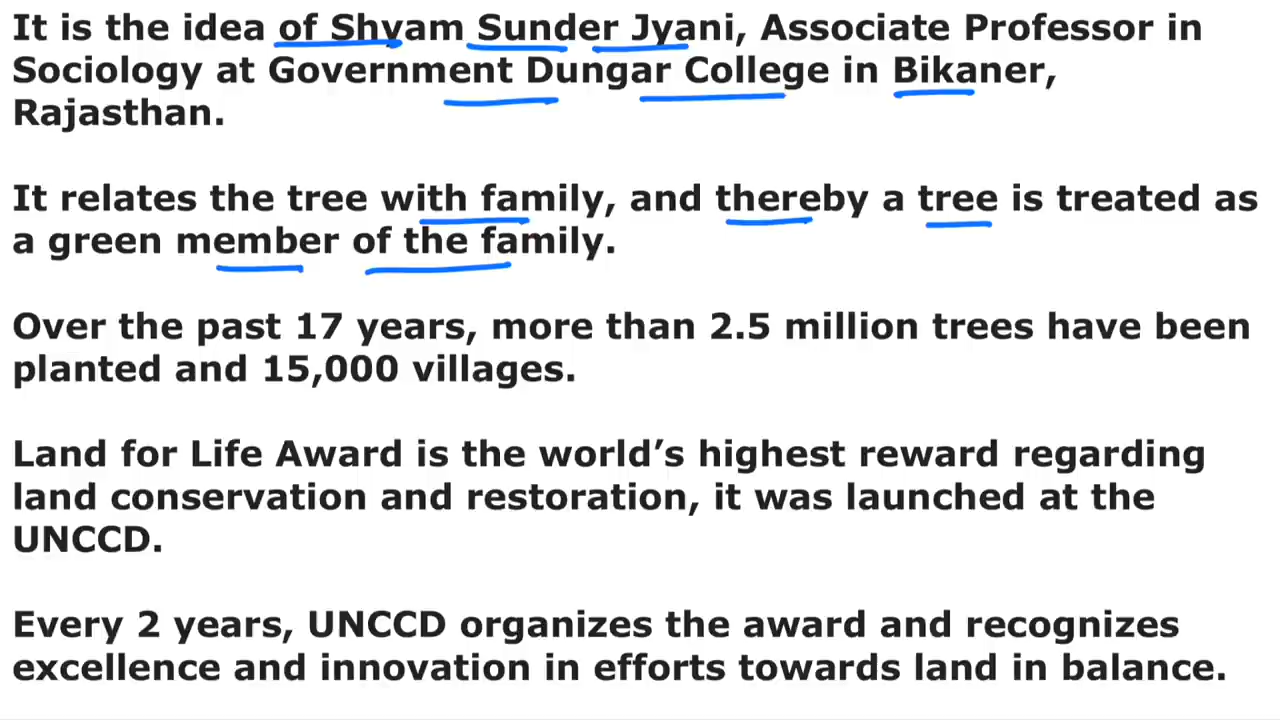 It is the idea of Shyam Sunder Jyani, Associate Professor in
Sociology at Government Dungar College in Bikaner,
Rajasthan.
It relates the tree with family, and thereby a tree is treated as
a green member of the family.
Over the past 17 years, more than 2.5 million trees have been
planted and 15,000 villages.
Land for Life Award is the world’s highest reward regarding
land conservation and restoration, it was launched at the
UNCCD.
Every 2 years, UNCCD organizes the award and recognizes
excellence and innovation in efforts towards land in balance.